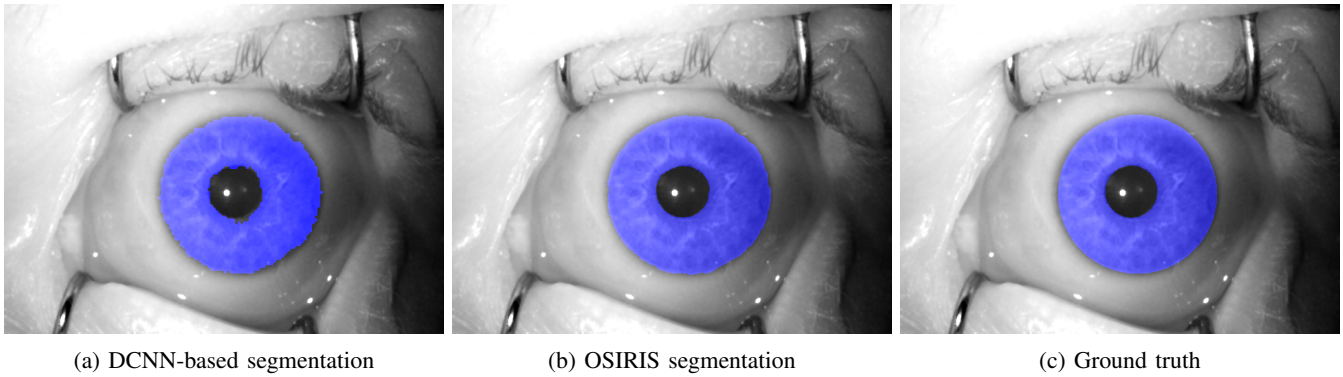 (a) DCNN-based segmentation
(b) OSIRIS segmentation
(c) Ground truth